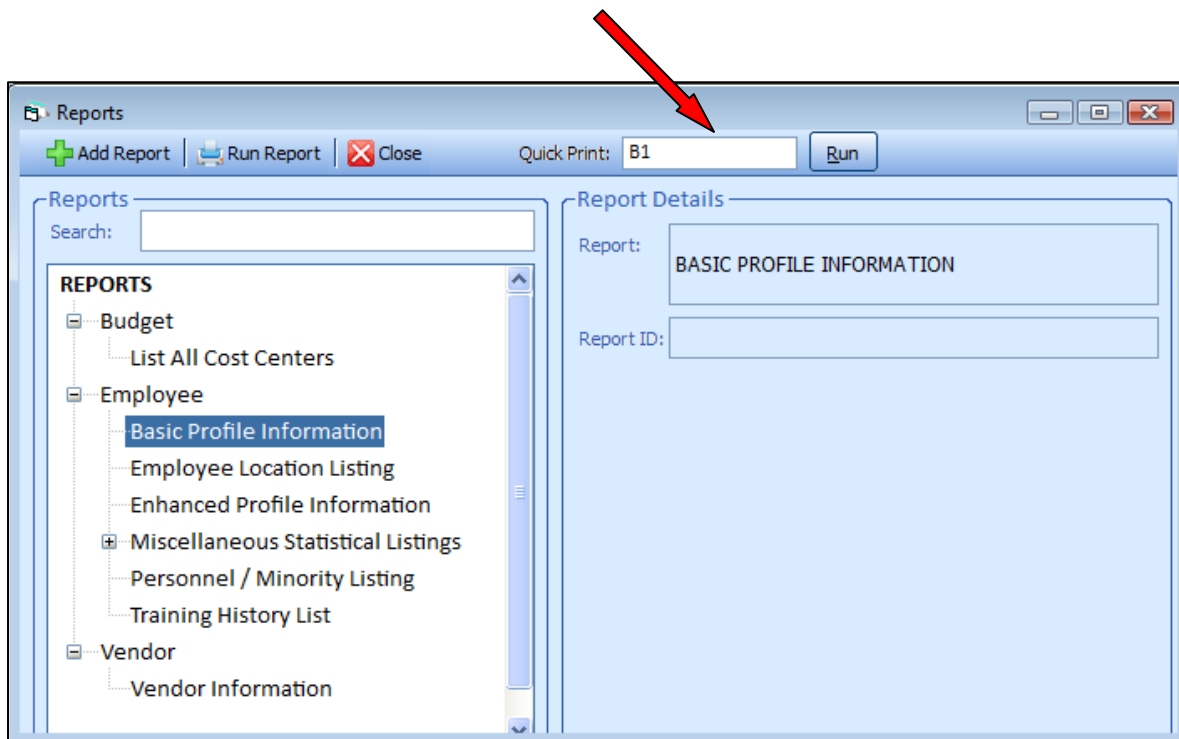 Reports
Add Report Run Report Close Quick Print: B1 Run
Reports
Search:
REPORTS
Budget
List All Cost Centers
Employee
Basic Profile Information
Employee Location Listing
Enhanced Profile Information
Miscellaneous Statistical Listings
Personnel / Minority Listing
Training History List
Vendor
Vendor Information
Report Details
Report:
BASIC PROFILE INFORMATION
Report ID: